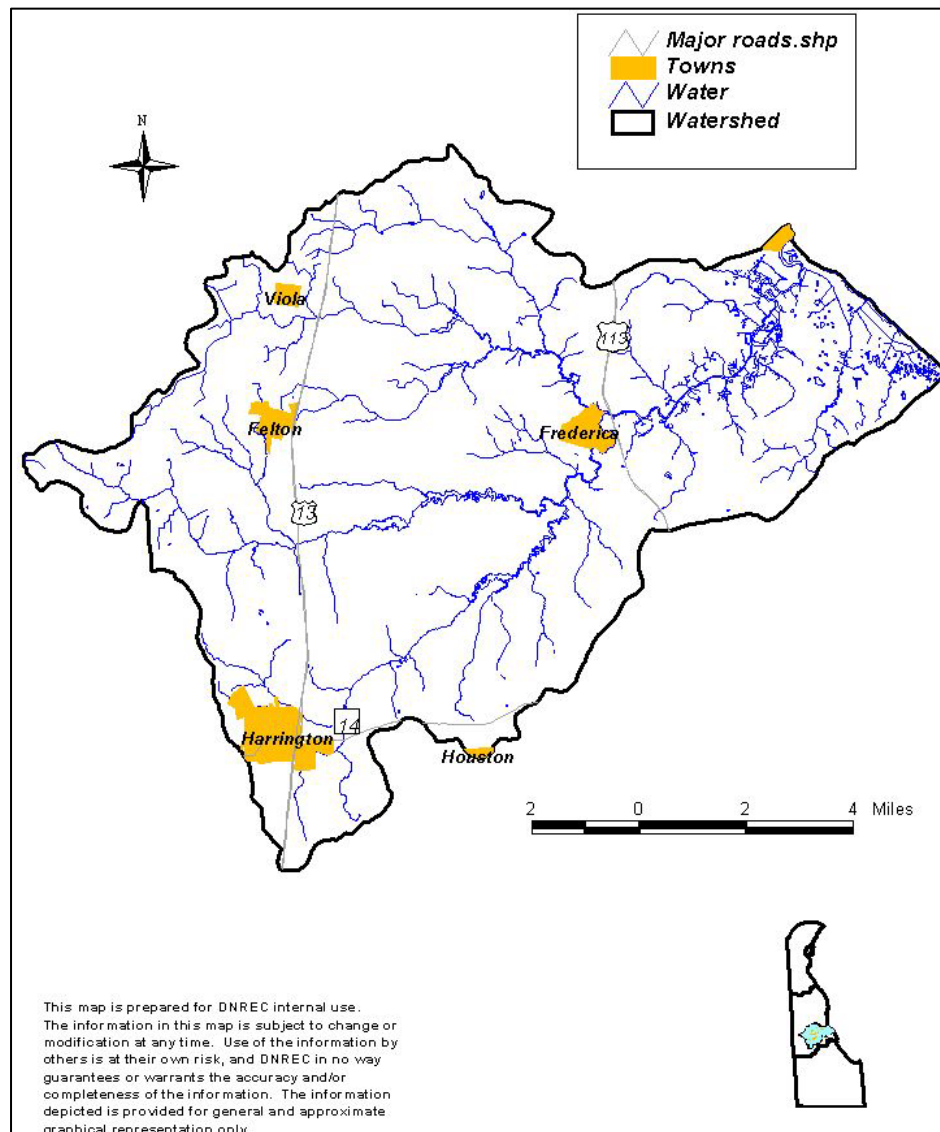 Major roads.shp
Towns
Water
Watershed
N
Viola
113
Felton
Frederica
13
14
Harrington
Houston
2 0 2 4 Miles
This map is prepared for DNREC internal use.
The information in this map is subject to change or
modification at any time. Use of the information by
others is at their own risk, and DNREC in no way
guarantees or warrants the accuracy and/or
completeness of the information. The information
depicted is provided for general and approximate
graphical representation only.